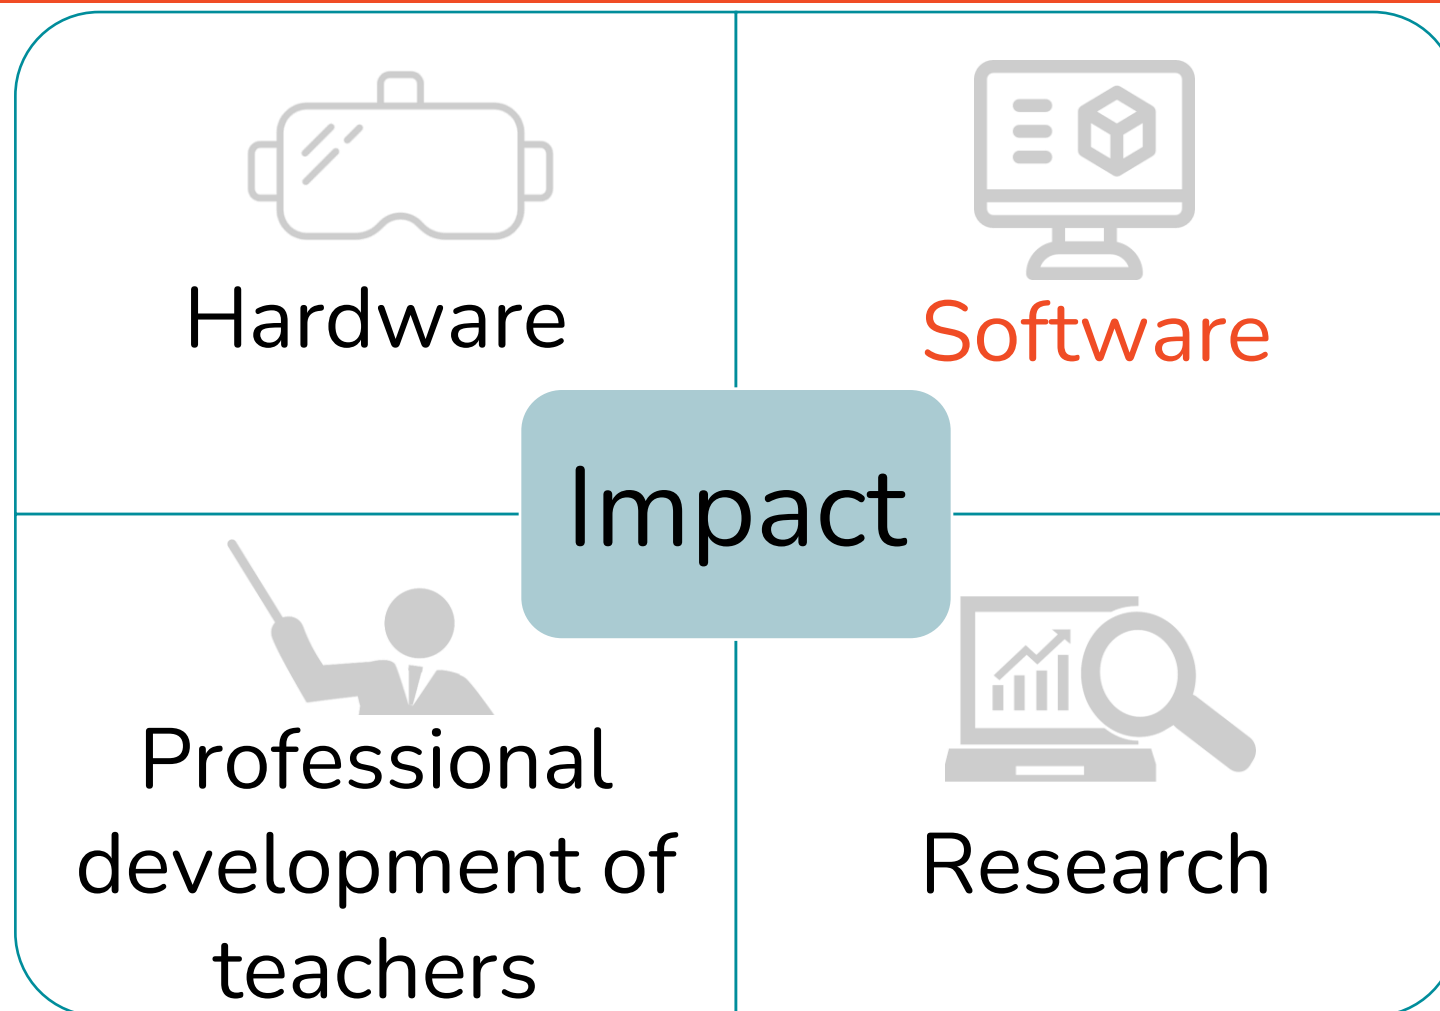 Hardware
Software
Impact
Professional
development of
teachers
Research